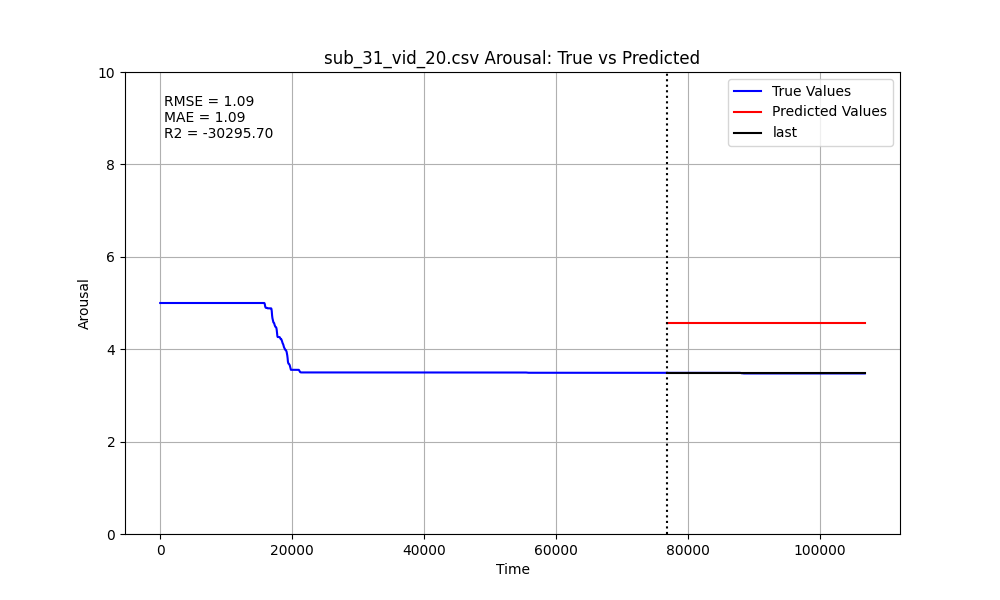 sub_31_vid_20.csv Arousal: True vs Predicted
10
8
6
4
2
0
Arousal
RMSE = 1.09
MAE = 1.09
R2 = -30295.70
True Values
Predicted Values
last
0
20000
40000
60000
80000
100000
Time